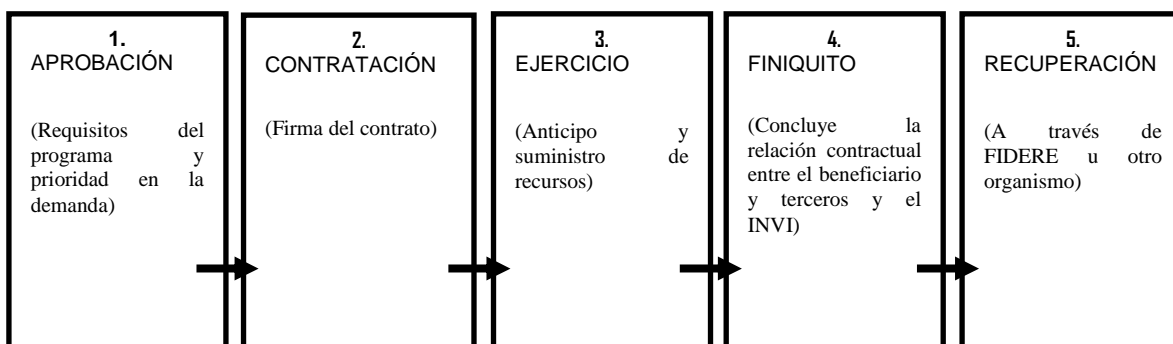 1.
APROBACIÓN
(Requisitos del
programa y
prioridad en la
demanda)
2.
CONTRATACIÓN
(Firma del contrato)
3.
EJERCICIO
(Anticipo y
suministro de
recursos)
4.
FINIQUITO
(Concluye la
relación contractual
entre el beneficiario
y terceros y el
INVI)
5.
RECUPERACIÓN
(A través de
FIDERE u otro
organismo)